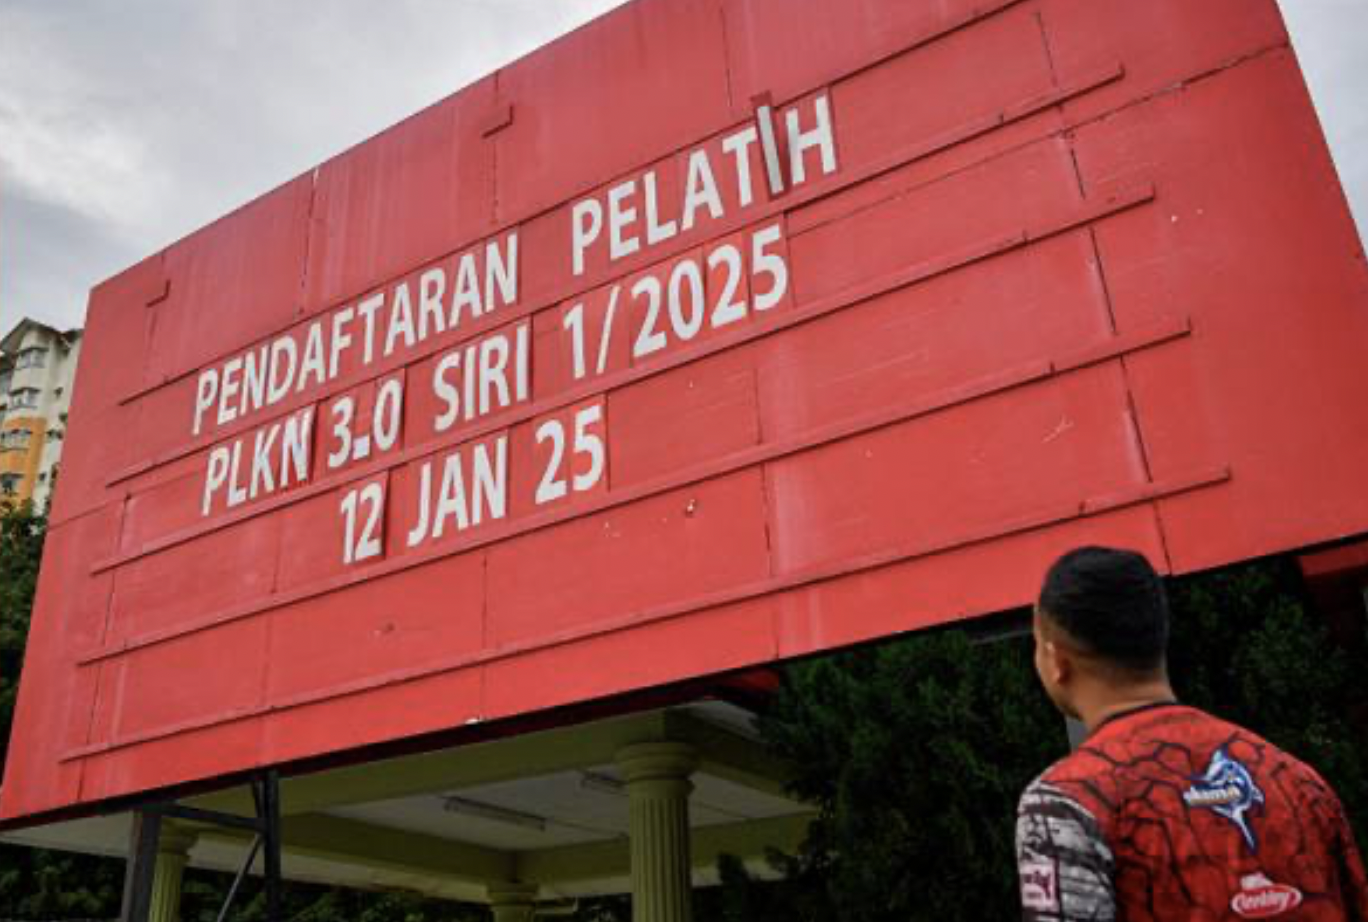 PENDAFTARAN PELATIH
PLKN 3.0 SIRI 1/2025
12 JAN 25